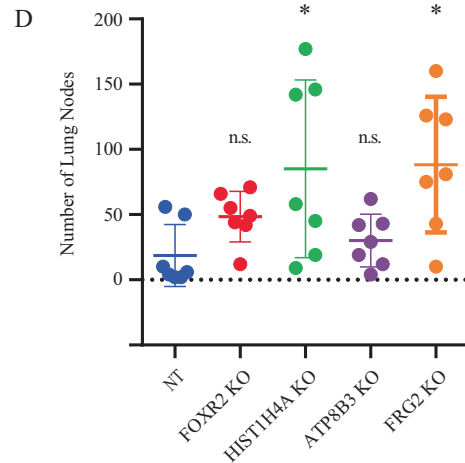 D
200
150
100
50
0
Number of Lung Nodes
n.s.
*
n.s.
*
NT
FOXR2 KO
HIST1H4A KO
ATP8B3 KO
FRG2 KO